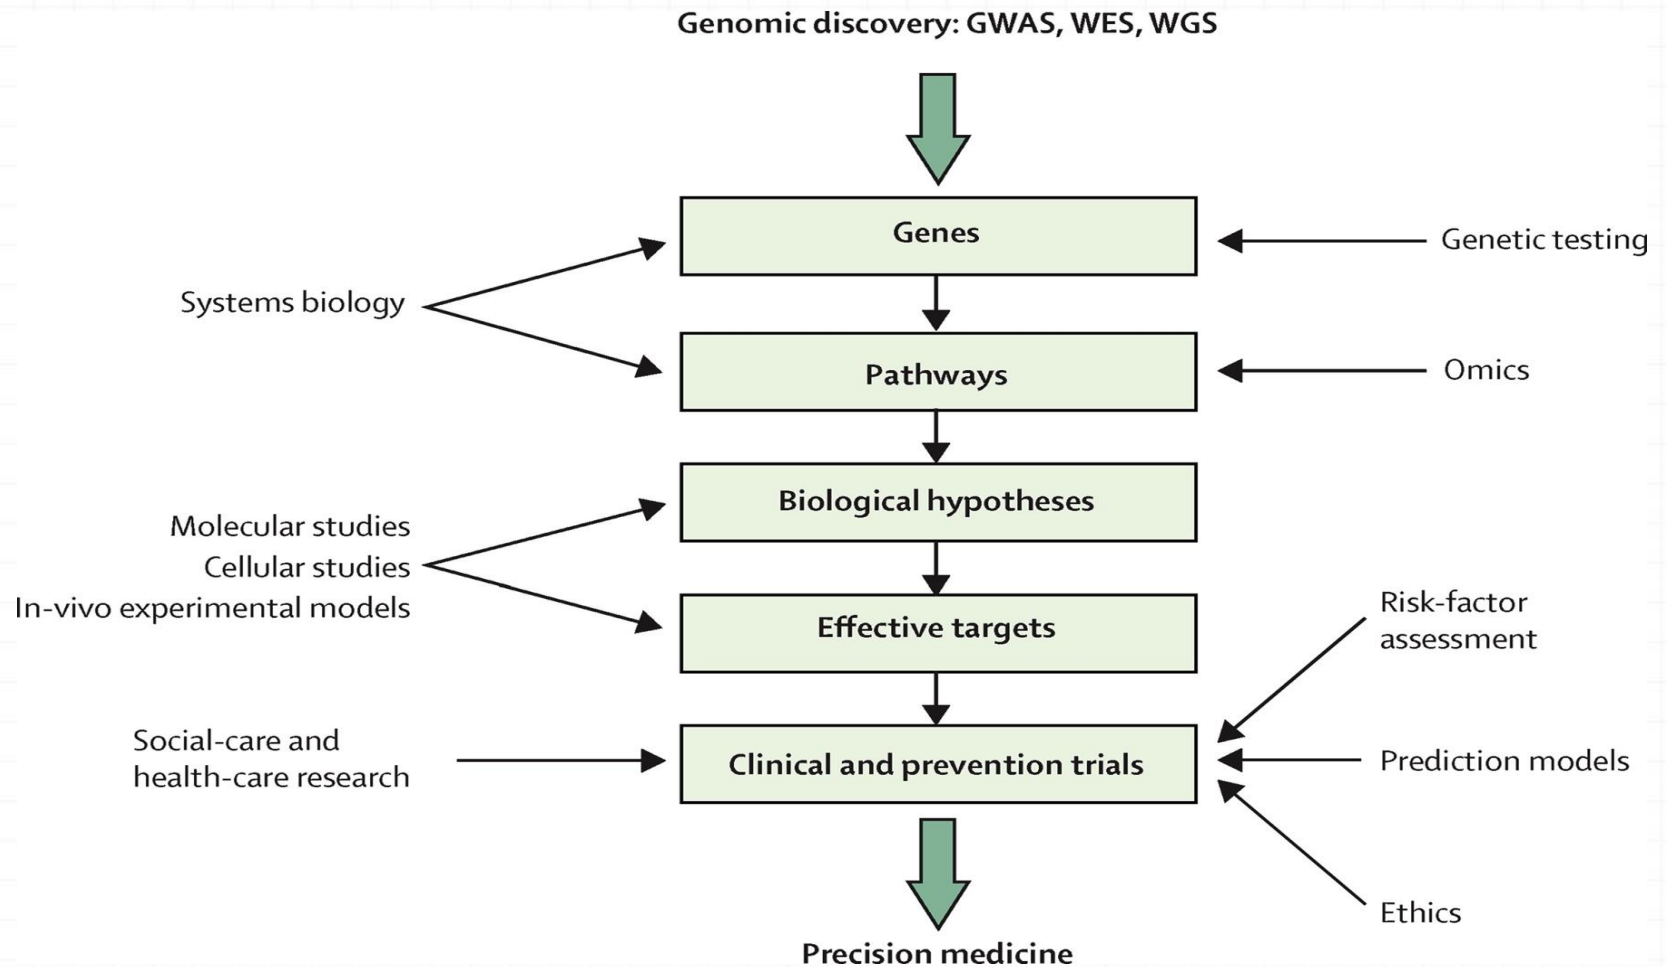 Genomic discovery: GWAS, WES, WGS
Genes
Genetic testing
Systems biology
Pathways
Omics
Biological hypotheses
Molecular studies
Cellular studies
In-vivo experimental models
Effective targets
Risk-factor
assessment
Social-care and
health-care research
Clinical and prevention trials
Prediction models
Ethics
Precision medicine